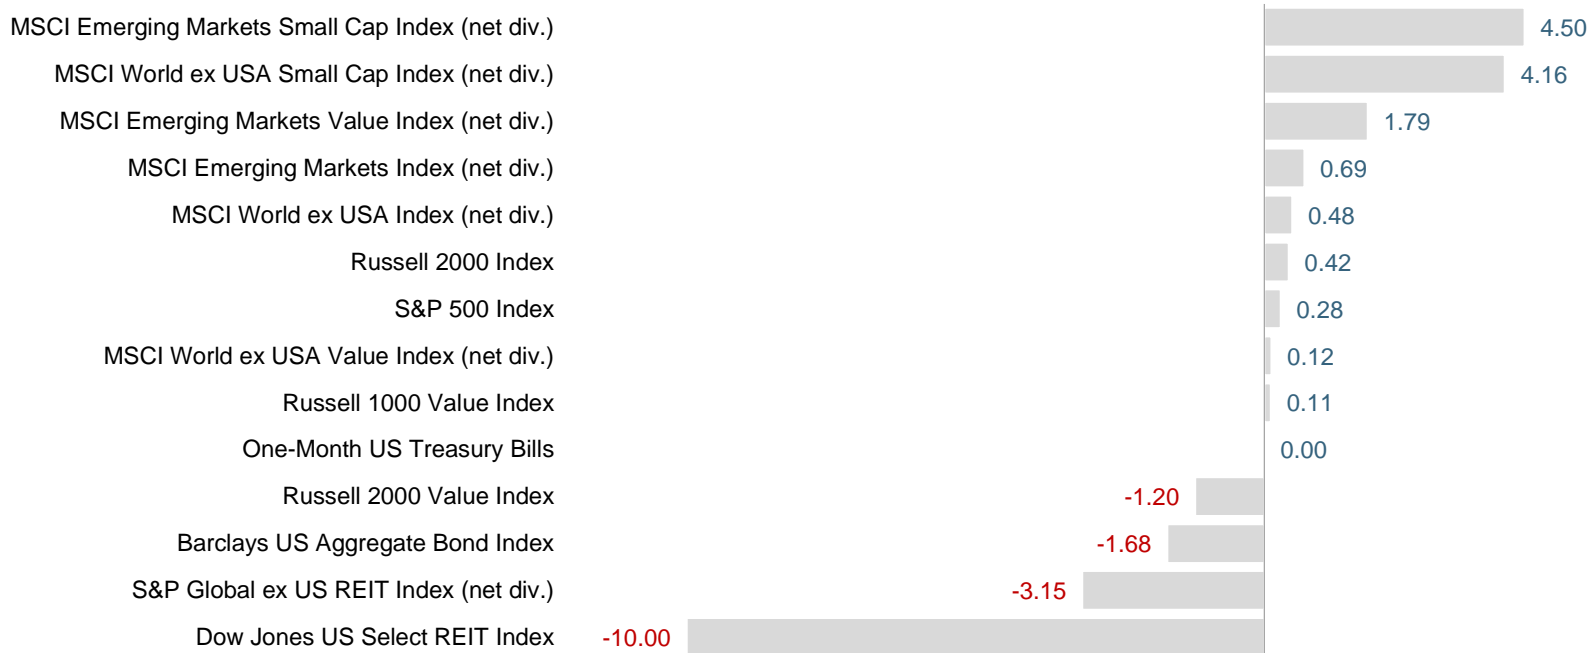 MSCI Emerging Markets Small Cap Index (net div.) 4.50
MSCI World ex USA Small Cap Index (net div.) 4.16
MSCI Emerging Markets Value Index (net div.) 1.79
MSCI Emerging Markets Index (net div.) 0.69
MSCI World ex USA Index (net div.) 0.48
Russell 2000 Index 0.42
S&P 500 Index 0.28
MSCI World ex USA Value Index (net div.) 0.12
Russell 1000 Value Index 0.11
One-Month US Treasury Bills 0.00
Russell 2000 Value Index -1.20
Barclays US Aggregate Bond Index -1.68
S&P Global ex US REIT Index (net div.) -3.15
Dow Jones US Select REIT Index -10.00